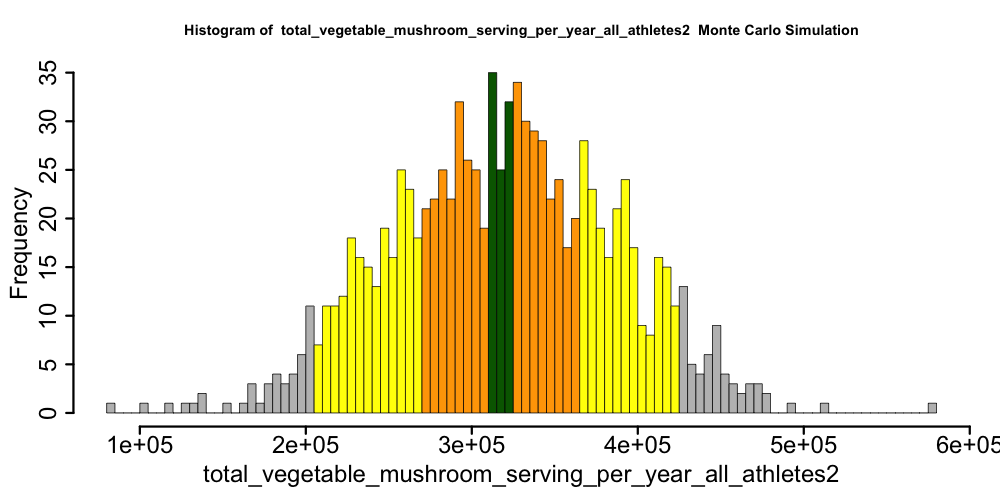 Histogram of  total_vegetable_mushroom_serving_per_year_all_athletes2  Monte Carlo Simulation
Frequency
35
30
25
20
15
10
5
0
1e+05 2e+05 3e+05 4e+05 5e+05 6e+05
total_vegetable_mushroom_serving_per_year_all_athletes2